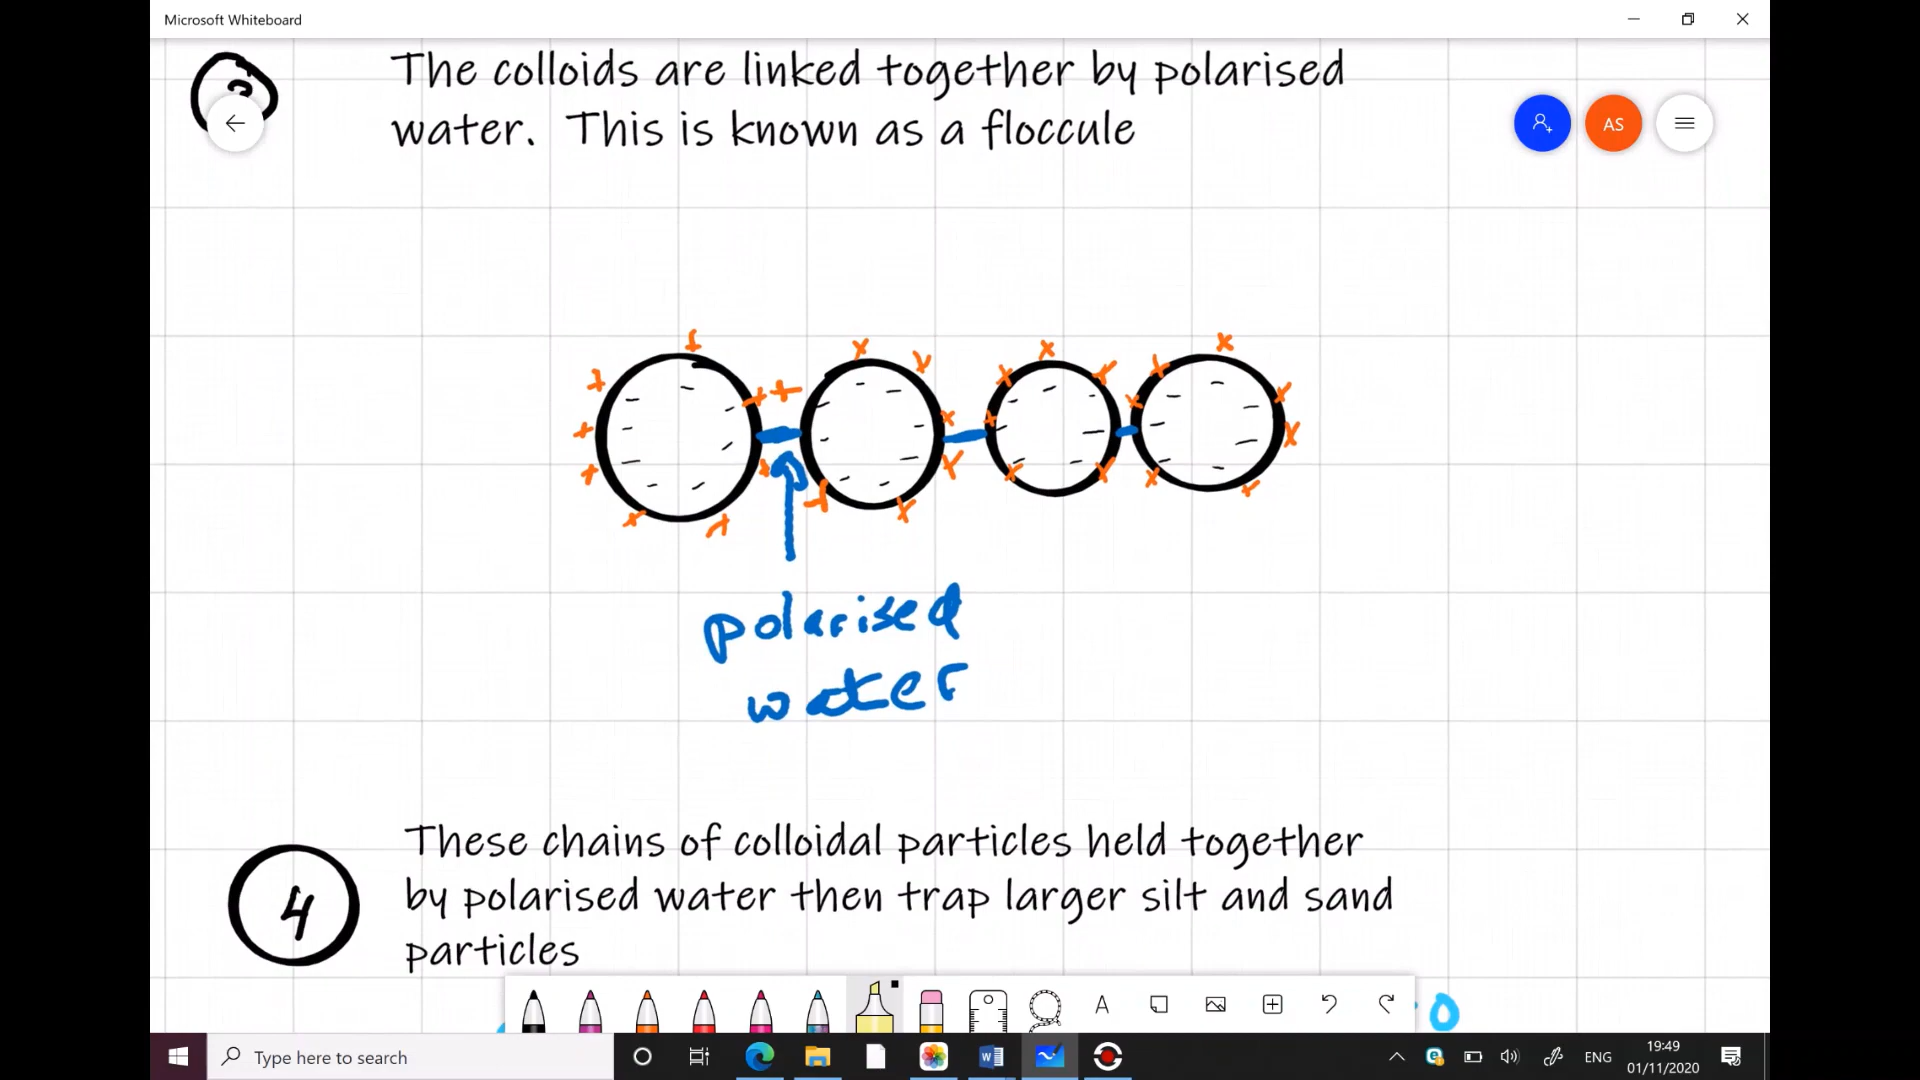 Microsoft Whiteboard
The colloids are linked together by polarised
water. This is known as a floccule
AS
polarised
water
4
These chains of colloidal particles held together
by polarised water then trap larger silt and sand
particles
A
Type here to search
ENG
19:49
01/11/2020